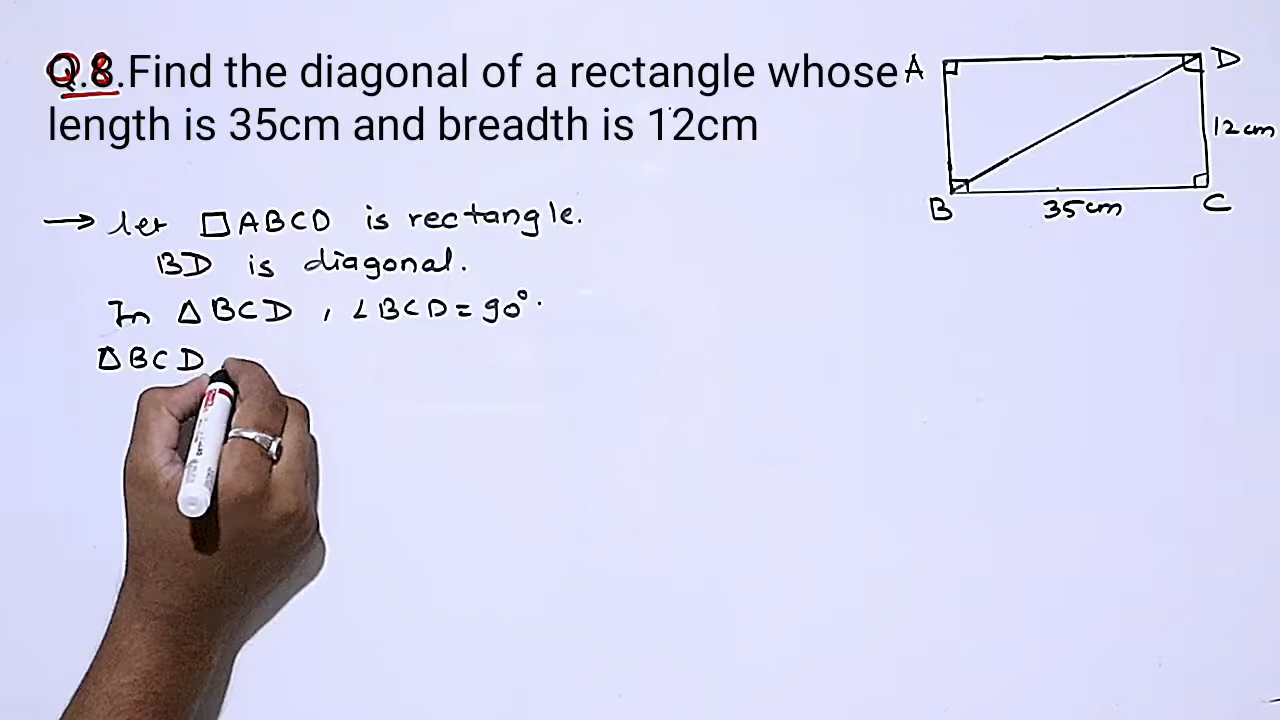 Q.8.Find the diagonal of a rectangle whose
length is 35cm and breadth is 12cm
A
D
12cm
B
35cm
C
→ let □ABCD is rectangle.
BD is diagonal.
In △BCD, ∠BCD=90°.
△BCD